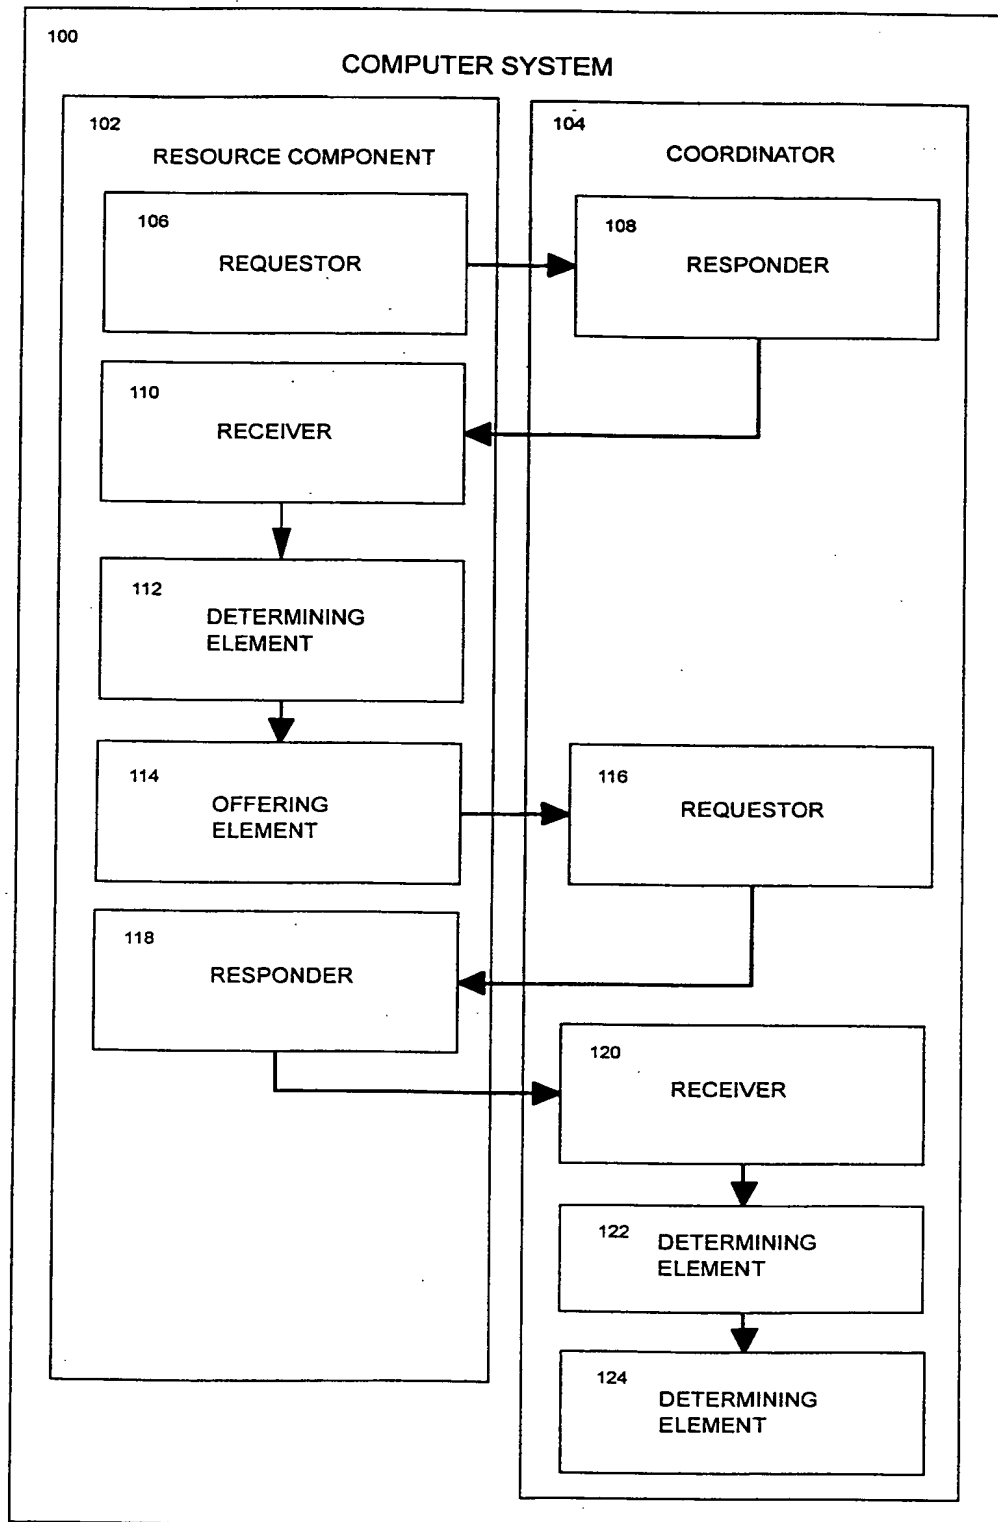 100
COMPUTER SYSTEM
102
RESOURCE COMPONENT
104
COORDINATOR
106
REQUESTOR
108
RESPONDER
110
RECEIVER
112
DETERMINING
ELEMENT
114
OFFERING
ELEMENT
116
REQUESTOR
118
RESPONDER
120
RECEIVER
122
DETERMINING
ELEMENT
124
DETERMINING
ELEMENT